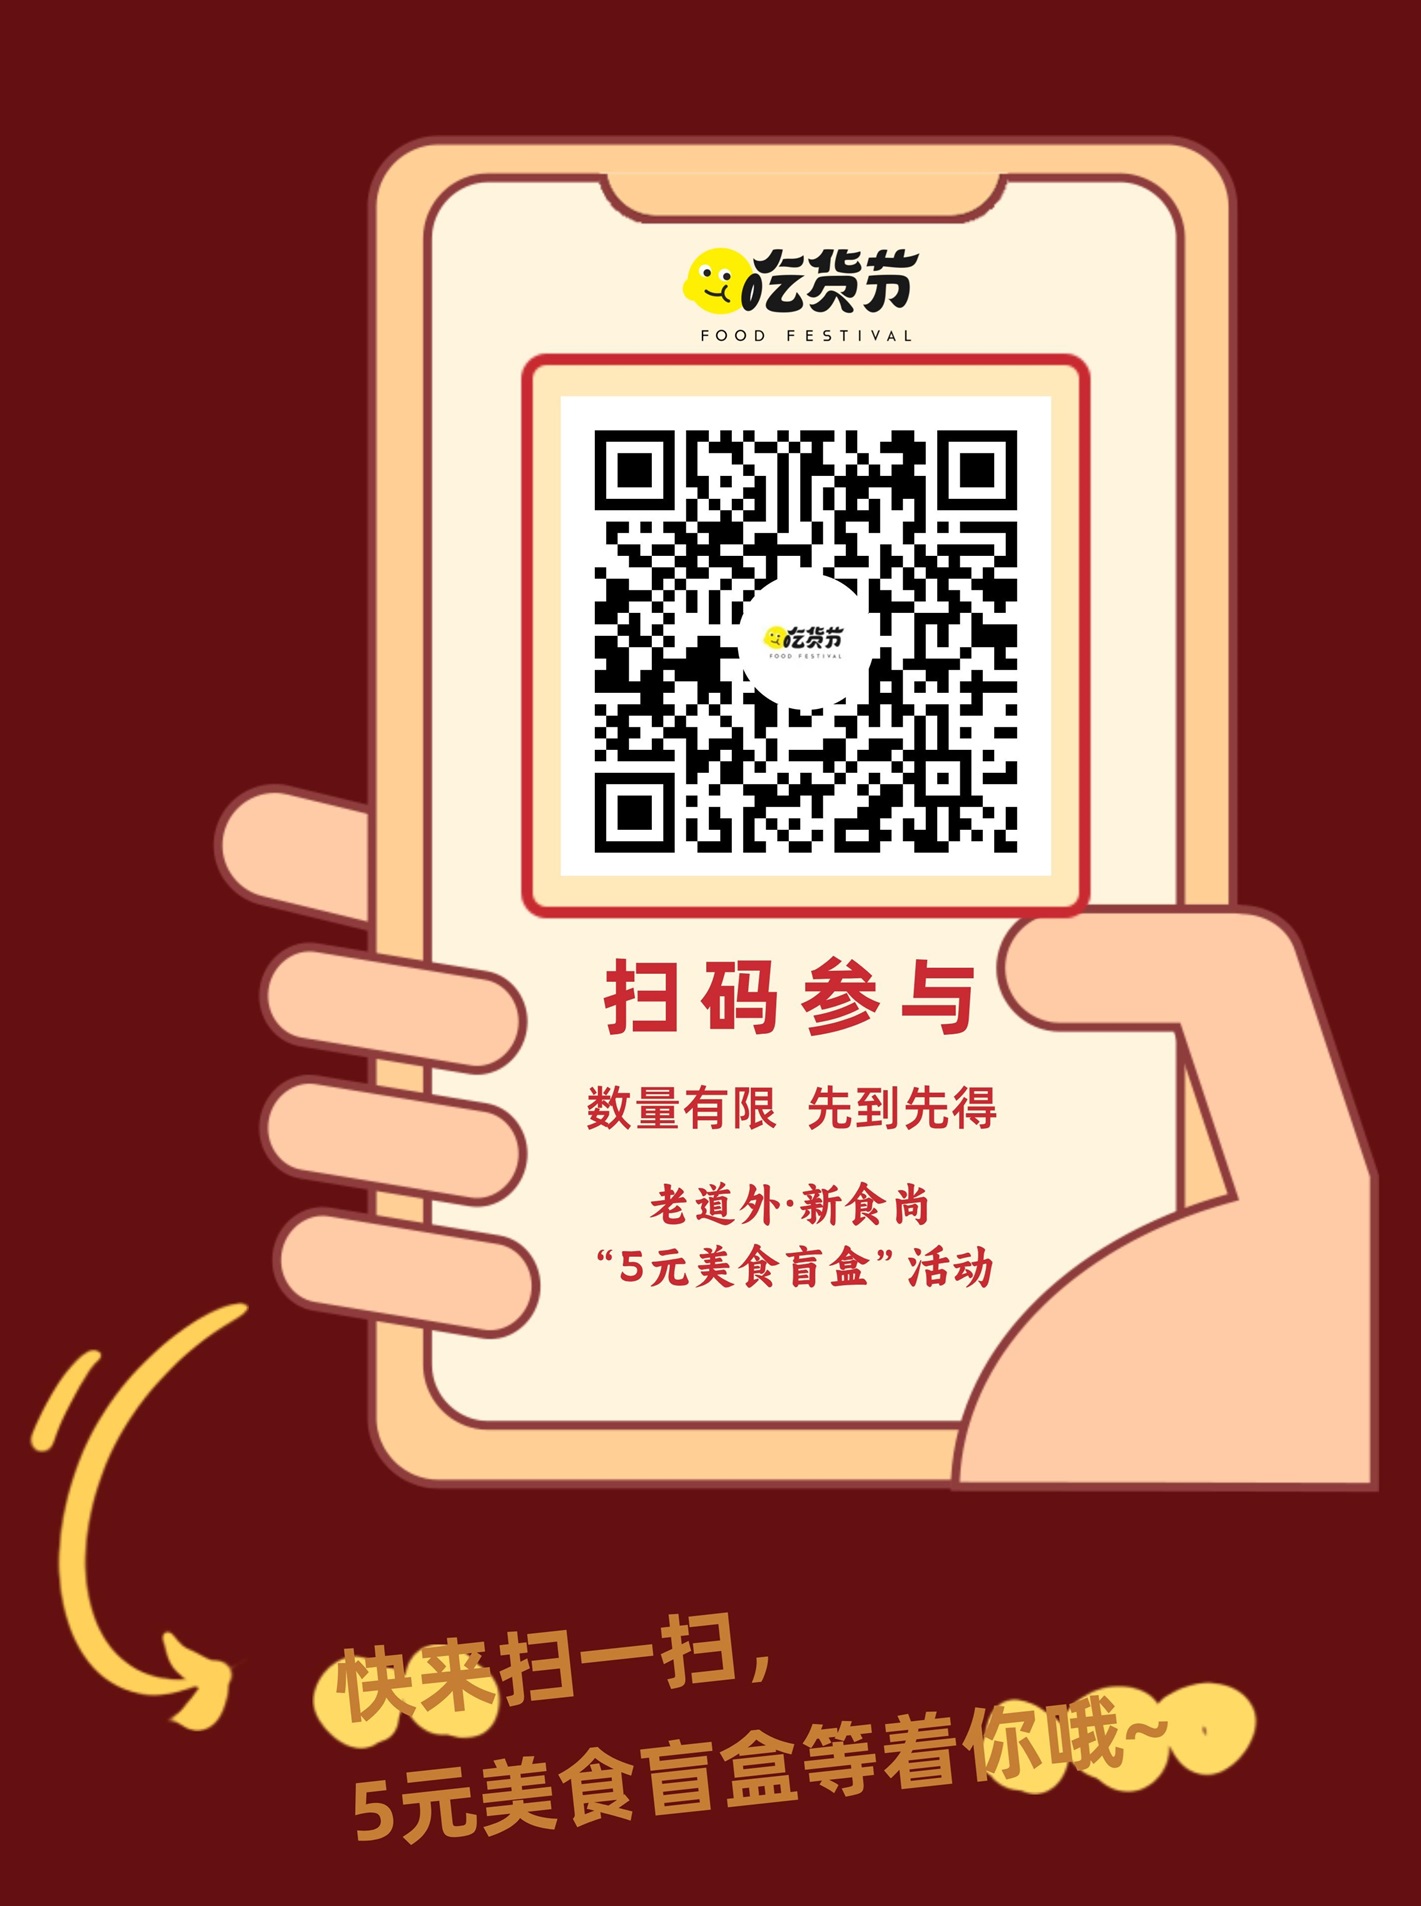 吃货节
FOOD FESTIVAL
吃货节
FOOD FESTIVAL
扫码参与
数量有限 先到先得
老道外·新食尚
“5元美食盲盒”活动
快来扫一扫，
5元美食盲盒等着你哦~